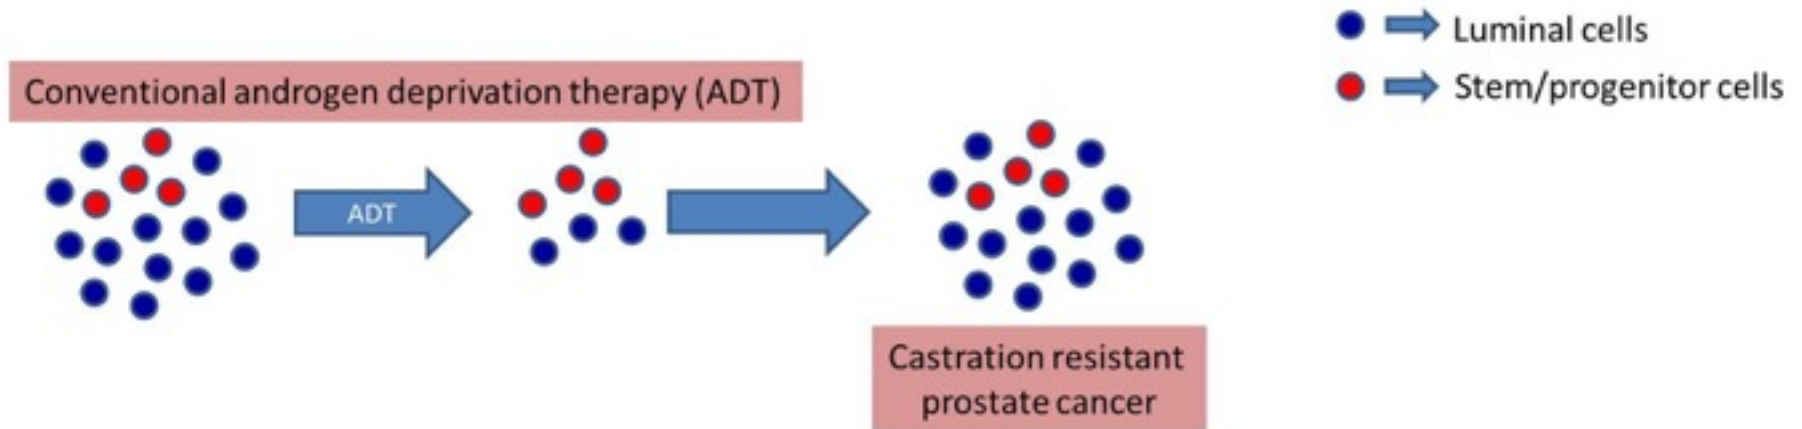 Luminal cells
Stem/progenitor cells
Conventional androgen deprivation therapy (ADT)
ADT
Castration resistant
prostate cancer